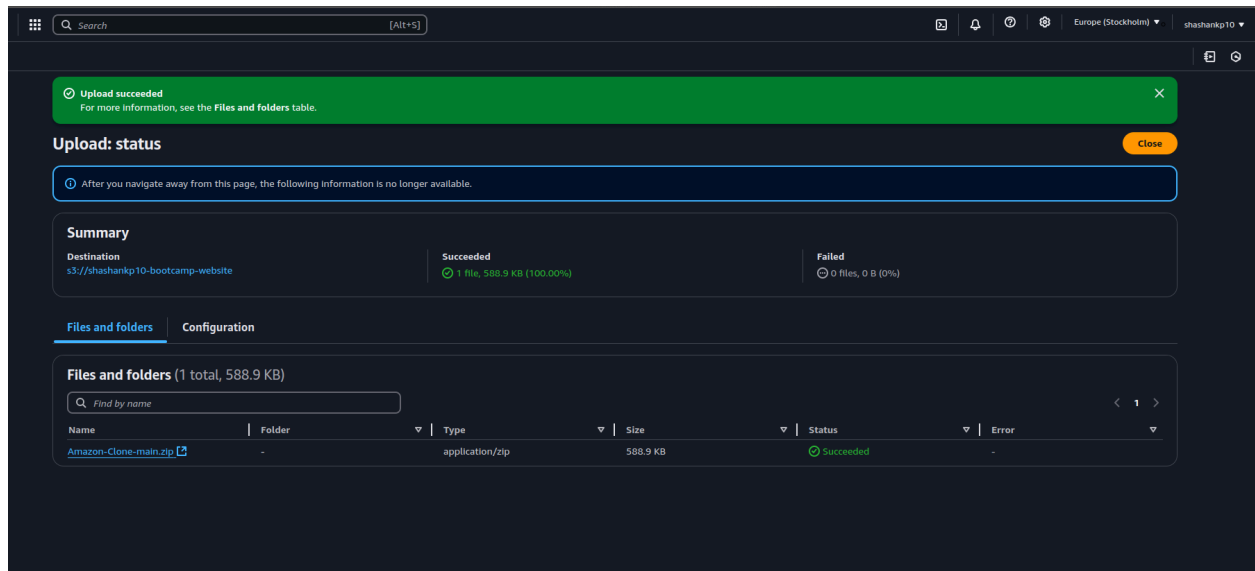 Search [Alt+S] Europe (Stockholm) shashankp10
Upload succeeded
For more information, see the Files and folders table.
Upload: status Close
After you navigate away from this page, the following information is no longer available.
Summary
Destination Succeeded Failed
s3://shashankp10-bootcamp-website 1 file, 588.9 KB (100.00%) 0 files, 0 B (0%)
Files and folders Configuration
Files and folders (1 total, 588.9 KB)
Find by name 1
Name Folder Type Size Status Error
Amazon-Clone-main.zip - application/zip 588.9 KB Succeeded -